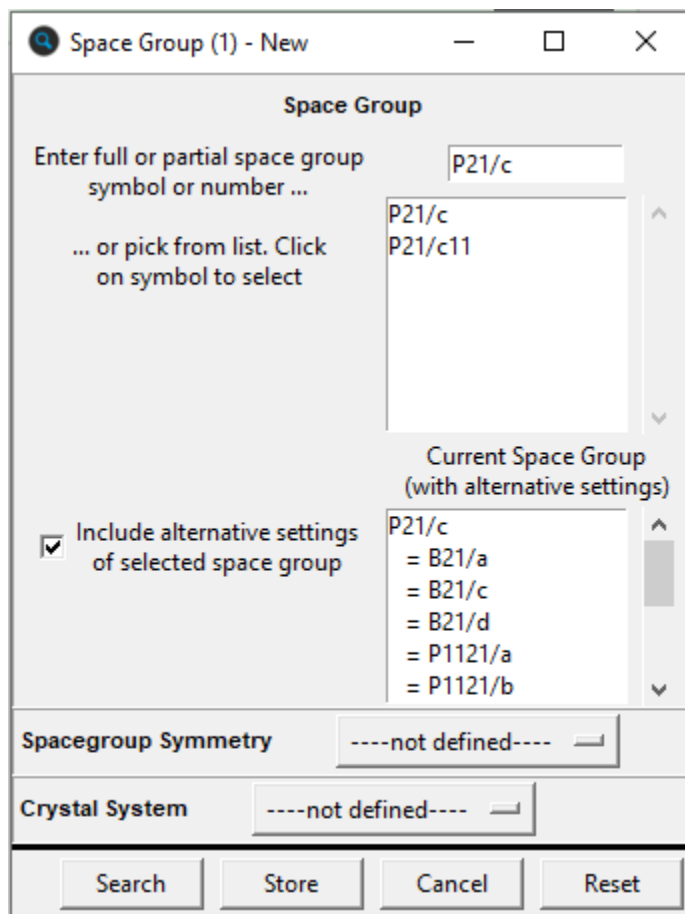 Space Group (1) - New
Space Group
Enter full or partial space group
symbol or number ...
P21/c
... or pick from list. Click
on symbol to select
P21/c
P21/c11
Current Space Group
(with alternative settings)
Include alternative settings
of selected space group
P21/c
= B21/a
= B21/c
= B21/d
= P1121/a
= P1121/b
Spacegroup Symmetry
----not defined----
Crystal System
----not defined----
Search
Store
Cancel
Reset